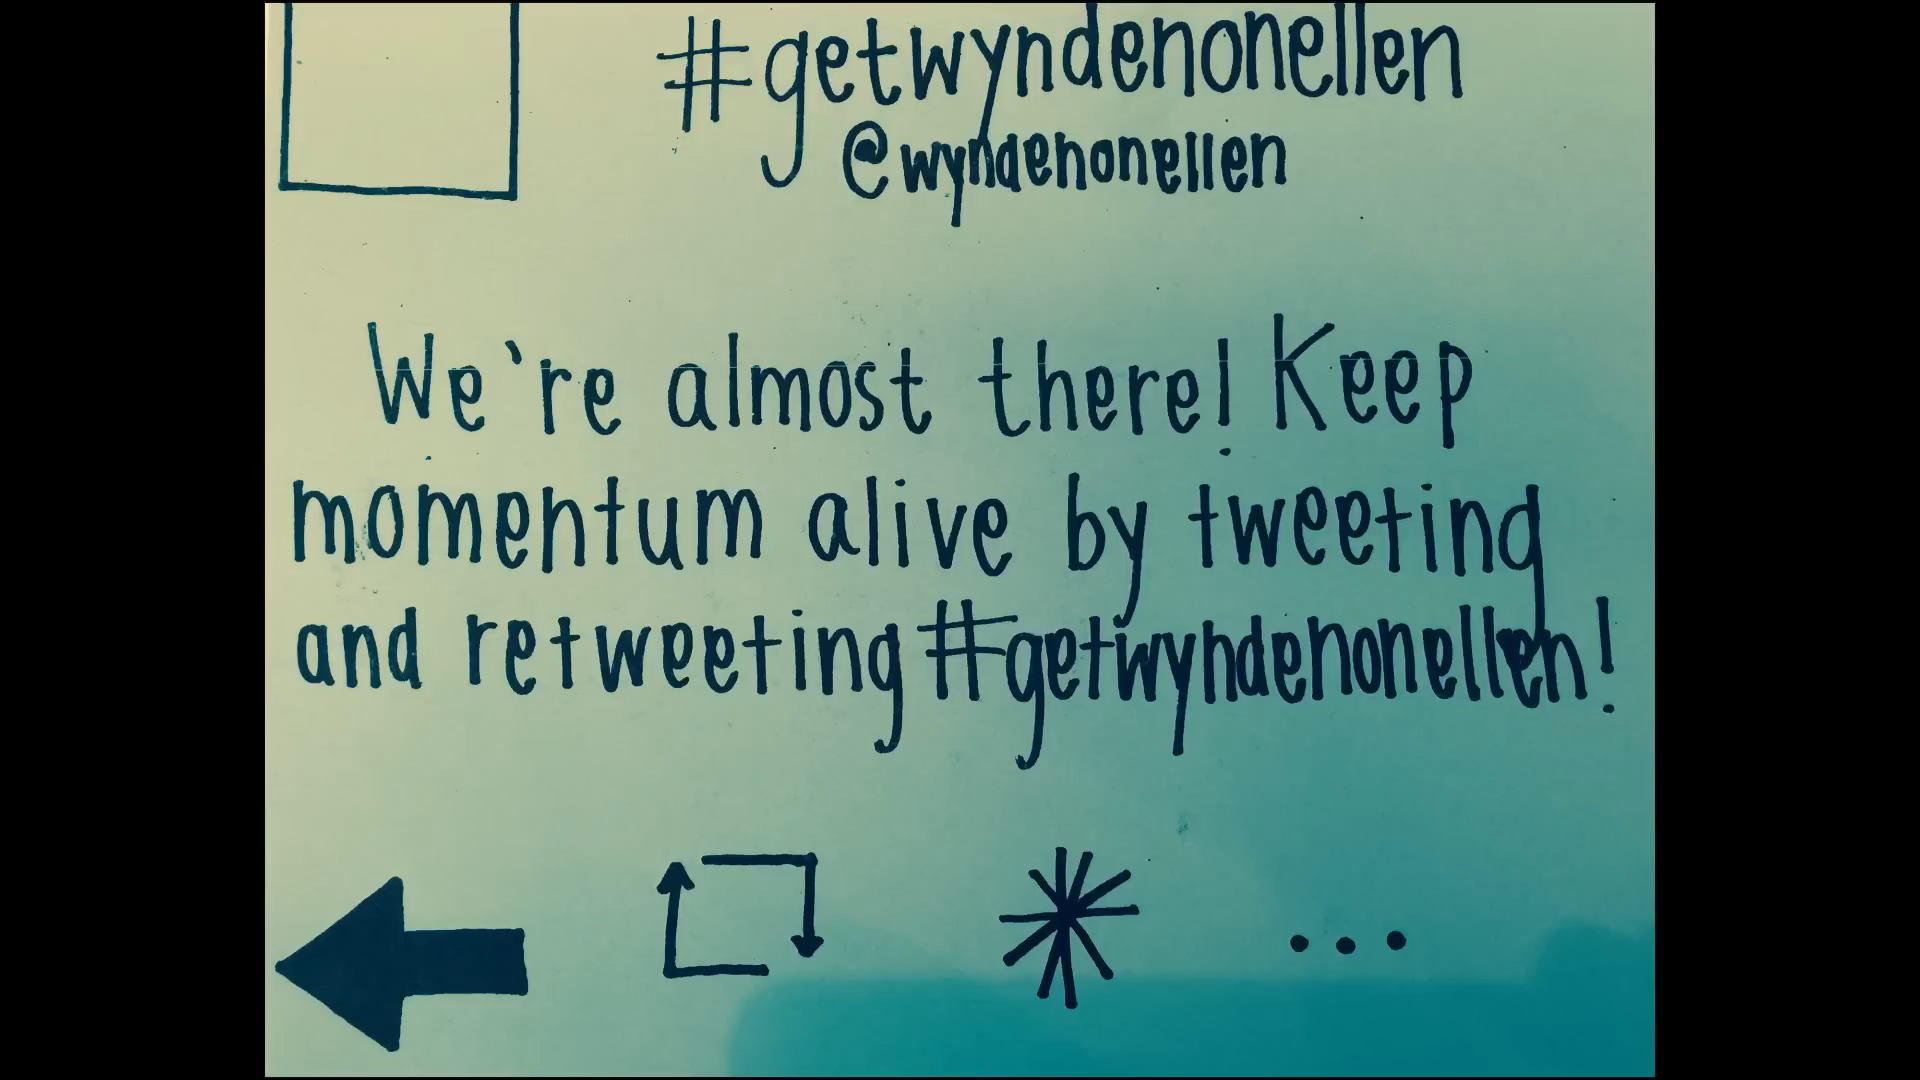 #getwyndenonellen
@wyndenonellen
We're almost there! Keep
momentum alive by tweeting
and retweeting #getwyndenonellen!
...